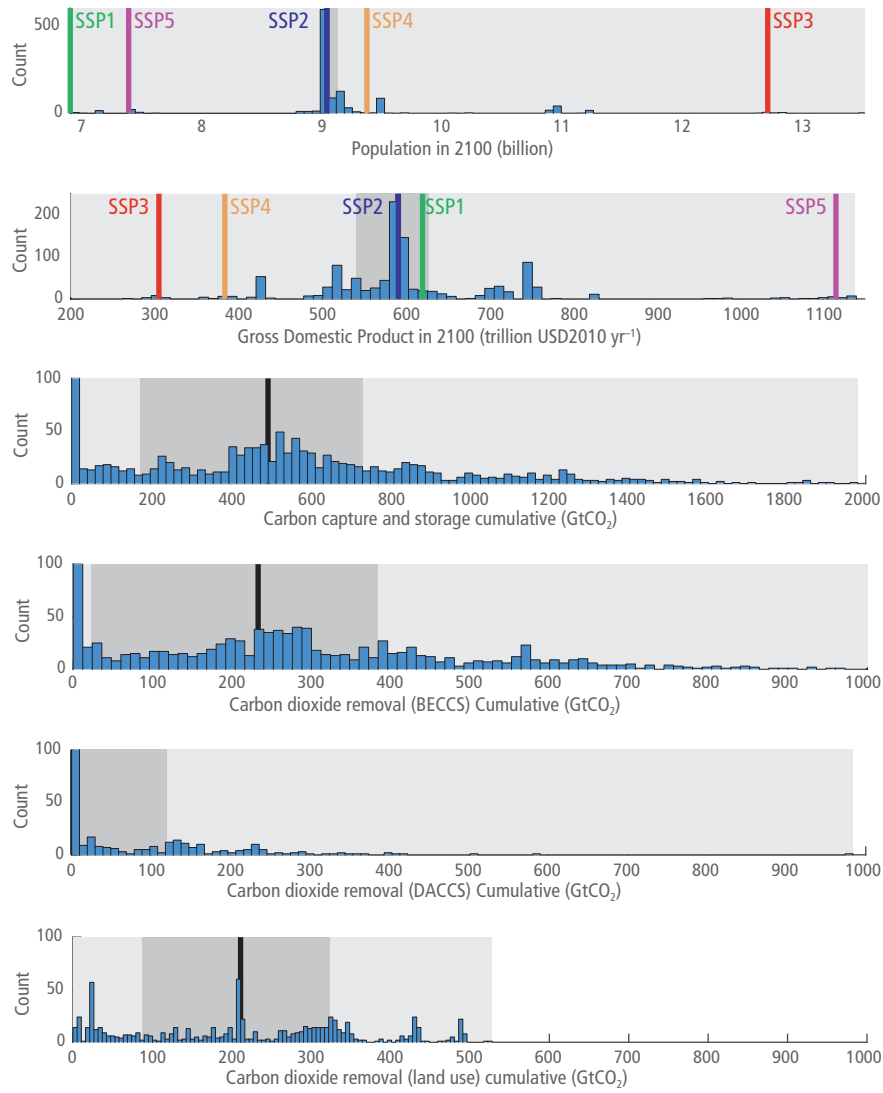 500
0
Count
SSP1
SSP5
SSP2
SSP4
SSP3
7 8 9 10 11 12 13
Population in 2100 (billion)
200
100
0
Count
SSP3
SSP4
SSP2
SSP1
SSP5
200 300 400 500 600 700 800 900 1000 1100
Gross Domestic Product in 2100 (trillion USD2010 yr⁻¹)
100
50
0
Count
0 200 400 600 800 1000 1200 1400 1600 1800 2000
Carbon capture and storage cumulative (GtCO₂)
100
50
0
Count
0 100 200 300 400 500 600 700 800 900 1000
Carbon dioxide removal (BECCS) Cumulative (GtCO₂)
100
50
0
Count
0 100 200 300 400 500 600 700 800 900 1000
Carbon dioxide removal (DACCS) Cumulative (GtCO₂)
100
50
0
Count
0 100 200 300 400 500 600 700 800 900 1000
Carbon dioxide removal (land use) cumulative (GtCO₂)